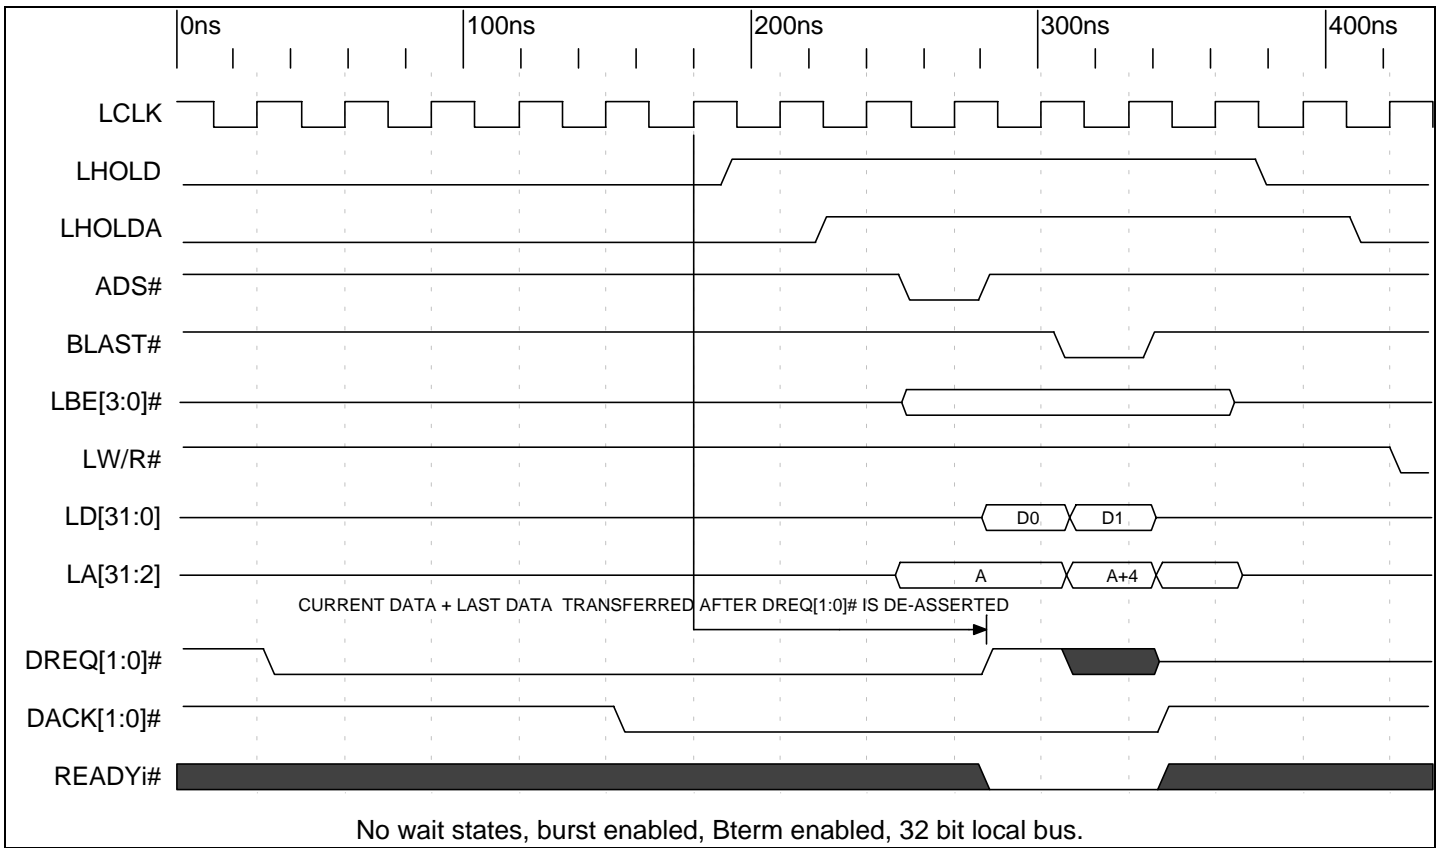 0ns 100ns 200ns 300ns 400ns
LCLK
LHOLD
LHOLDA
ADS#
BLAST#
LBE[3:0]#
LW/R#
LD[31:0] D0 D1
LA[31:2] A A+4
CURRENT DATA + LAST DATA TRANSFERRED AFTER DREQ[1:0]# IS DE-ASSERTED
DREQ[1:0]#
DACK[1:0]#
READYi#
No wait states, burst enabled, Bterm enabled, 32 bit local bus.